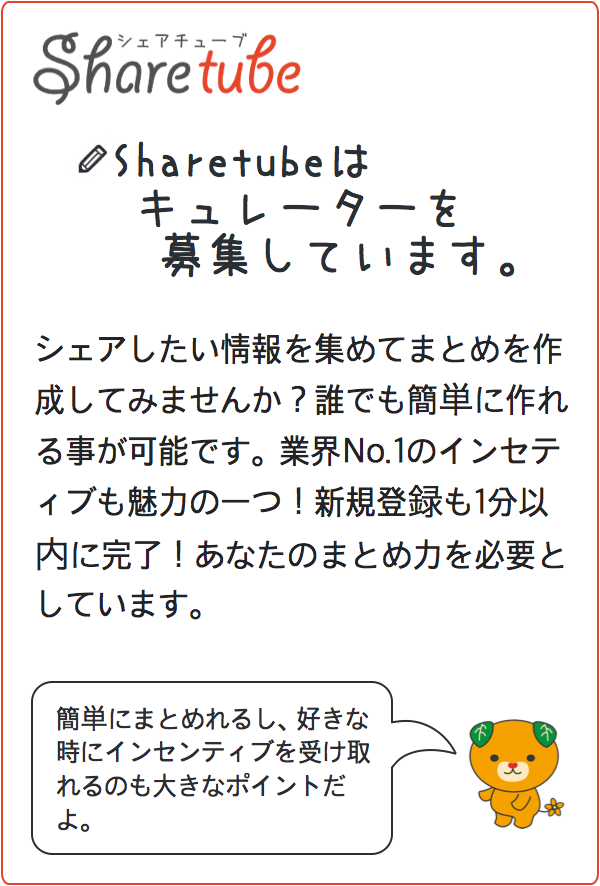 シェアチューブ
Sharetube
Sharetubeは
キュレーターを
募集しています。
シェアしたい情報を集めてまとめを作
成してみませんか？誰でも簡単に作れ
る事が可能です。業界No.1のインセテ
ィブも魅力の一つ！新規登録も1分以
内に完了！あなたのまとめ力を必要と
しています。
簡単にまとめれるし、好きな
時にインセンティブを受け取
れるのも大きなポイントだ
よ。